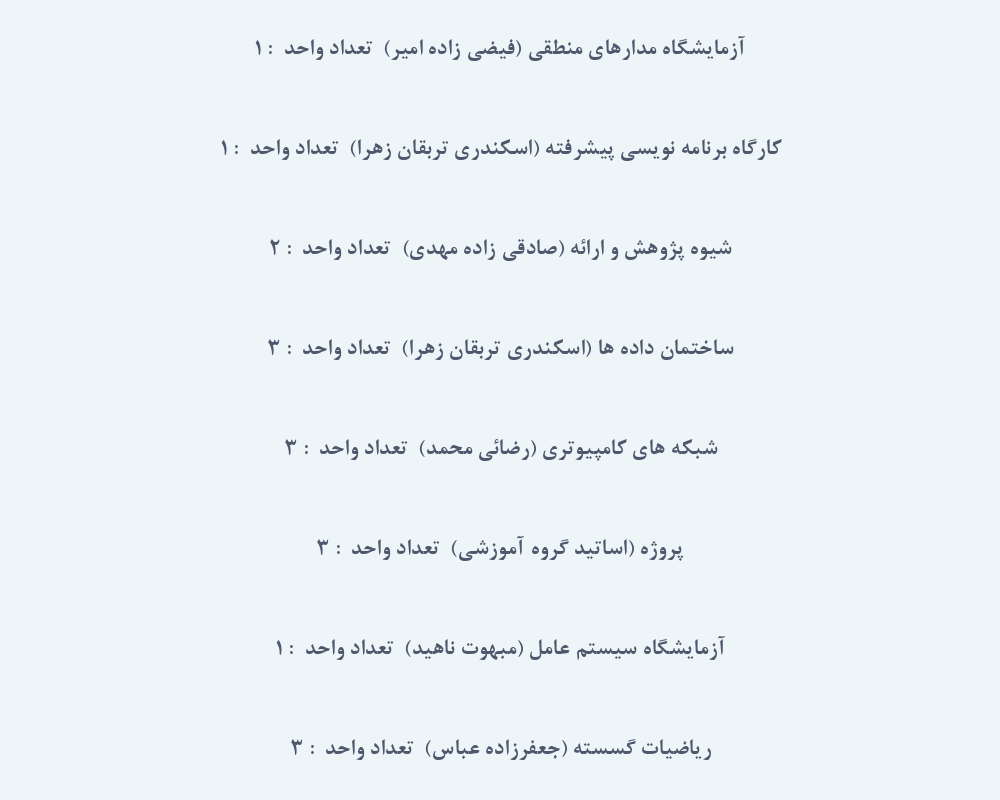 آزمایشگاه مدارهای منطقی (فیضی زاده امیر) تعداد واحد : ۱
کارگاه برنامه نویسی پیشرفته (اسکندری تربقان زهرا) تعداد واحد : ۱
شیوه پژوهش و ارائه (صادقی زاده مهدی) تعداد واحد : ۲
ساختمان داده ها (اسکندری تربقان زهرا) تعداد واحد : ۳
شبکه های کامپیوتری (رضائی محمد) تعداد واحد : ۳
پروژه (اساتید گروه آموزشی) تعداد واحد : ۳
آزمایشگاه سیستم عامل (مبهوت ناهید) تعداد واحد : ۱
ریاضیات گسسته (جعفرزاده عباس) تعداد واحد : ۳